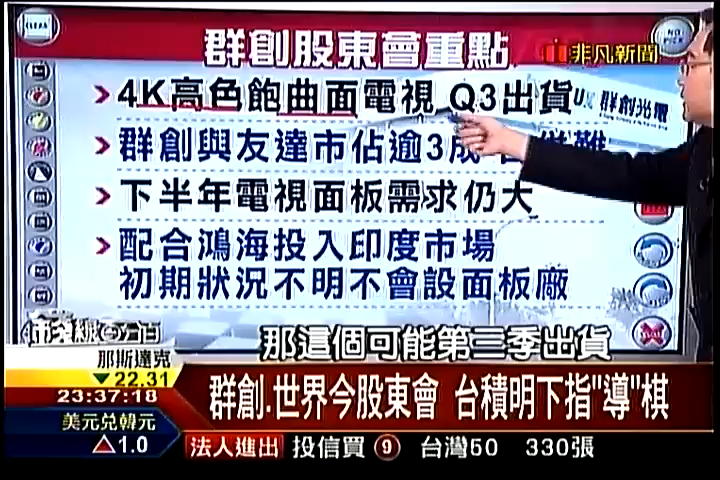 CLEAR
群創股東會重點
非凡新聞
4K高色飽曲面電視 Q3出貨
群創光電
群創與友達市佔逾3成
下半年電視面板需求仍大
配合鴻海投入印度市場
初期狀況不明不會設面板廠
那這個可能第三季出貨
那斯達克
▼22.31
23:37:18
群創.世界今股東會 台積明下指"導"棋
美元兌韓元
△1.0
法人進出 投信買 9 台灣50 330張